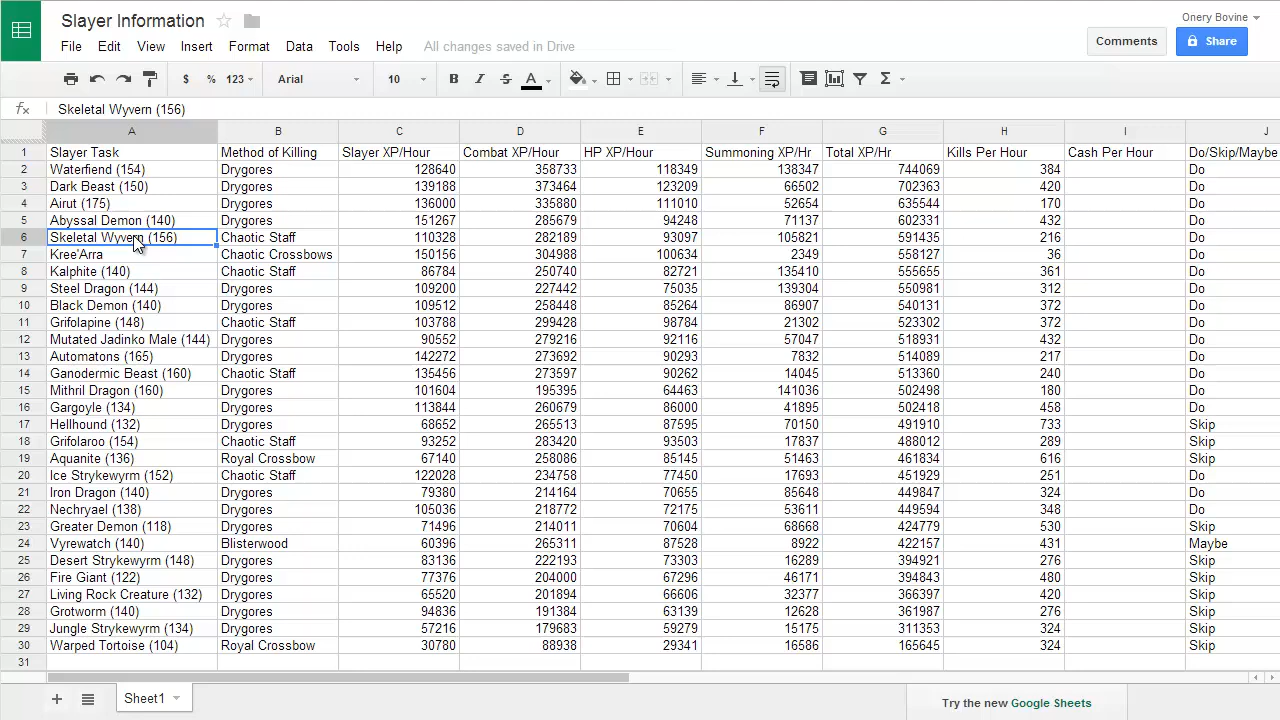 Slayer Information
Onery Bovine
File Edit View Insert Format Data Tools Help All changes saved in Drive
Comments Share
$ % 123 Arial 10 B I S A Σ
fx Skeletal Wyvern (156)
A B C D E F G H I J
1 Slayer Task Method of Killing Slayer XP/Hour Combat XP/Hour HP XP/Hour Summoning XP/Hr Total XP/Hr Kills Per Hour Cash Per Hour Do/Skip/Maybe
2 Waterfiend (154) Drygores 128640 358733 118349 138347 744069 384 Do
3 Dark Beast (150) Drygores 139188 373464 123209 66502 702363 420 Do
4 Airut (175) Drygores 136000 335880 111010 52654 635544 170 Do
5 Abyssal Demon (140) Drygores 151267 285679 94248 71137 602331 432 Do
6 Skeletal Wyvern (156) Chaotic Staff 110328 282189 93097 105821 591435 216 Do
7 Kree'Arra Chaotic Crossbows 150156 304988 100634 2349 558127 36 Do
8 Kalphite (140) Chaotic Staff 86784 250740 82721 135410 555655 361 Do
9 Steel Dragon (144) Drygores 109200 227442 75035 139304 550981 312 Do
10 Black Demon (140) Drygores 109512 258448 85264 86907 540131 372 Do
11 Grifolapine (148) Chaotic Staff 103788 299428 98784 21302 523302 372 Do
12 Mutated Jadinko Male (144) Drygores 90552 279216 92116 57047 518931 432 Do
13 Automatons (165) Drygores 142272 273692 90293 7832 514089 217 Do
14 Ganodermic Beast (160) Chaotic Staff 135456 273597 90262 14045 513360 240 Do
15 Mithril Dragon (160) Drygores 101604 195395 64463 141036 502498 180 Do
16 Gargoyle (134) Drygores 113844 260679 86000 41895 502418 458 Do
17 Hellhound (132) Drygores 68652 265513 87595 70150 491910 733 Skip
18 Grifolaroo (154) Chaotic Staff 93252 283420 93503 17837 488012 289 Skip
19 Aquanite (136) Royal Crossbow 67140 258086 85145 51463 461834 616 Skip
20 Ice Strykewyrm (152) Chaotic Staff 122028 234758 77450 17693 451929 251 Do
21 Iron Dragon (140) Drygores 79380 214164 70655 85648 449847 324 Do
22 Nechryael (138) Drygores 105036 218772 72175 53611 449594 348 Do
23 Greater Demon (118) Drygores 71496 214011 70604 68668 424779 530 Skip
24 Vyrewatch (140) Blisterwood 60396 265311 87528 8922 422157 431 Maybe
25 Desert Strykewyrm (148) Drygores 83136 222193 73303 16289 394921 276 Skip
26 Fire Giant (122) Drygores 77376 204000 67296 46171 394843 480 Skip
27 Living Rock Creature (132) Drygores 65520 201894 66606 32377 366397 420 Skip
28 Grotworm (140) Drygores 94836 191384 63139 12628 361987 276 Skip
29 Jungle Strykewyrm (134) Drygores 57216 179683 59279 15175 311353 324 Skip
30 Warped Tortoise (104) Royal Crossbow 30780 88938 29341 16586 165645 324 Skip
31
Sheet1
Try the new Google Sheets